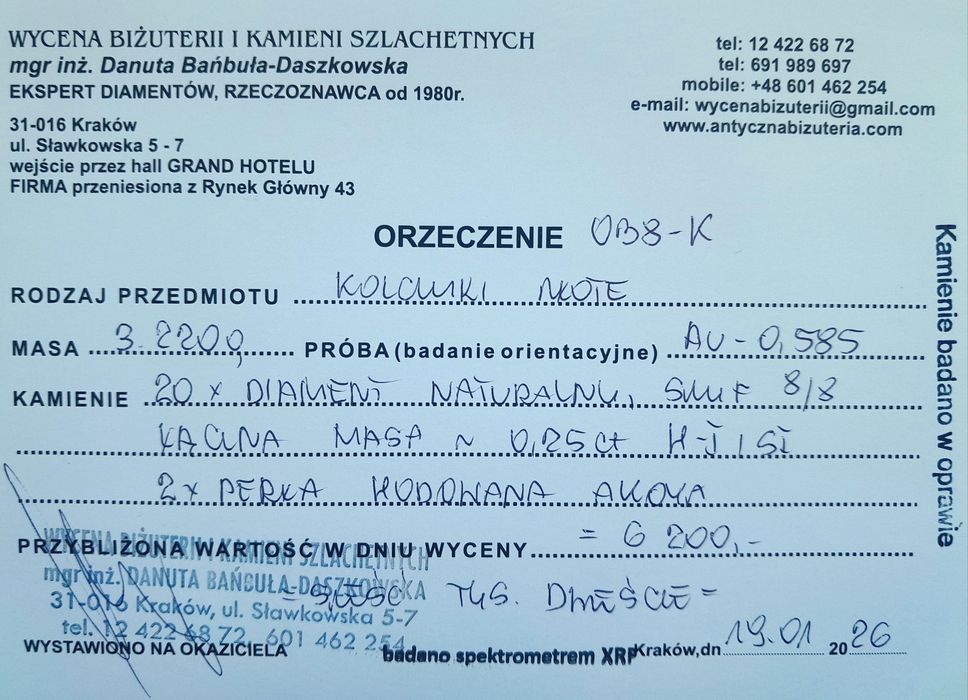 WYCENA BIŻUTERII I KAMIENI SZLACHETNYCH
mgr inż. Danuta Bańbuła-Daszkowska
EKSPERT DIAMENTÓW, RZECZOZNAWCA od 1980r.
31-016 Kraków
ul. Sławkowska 5 - 7
wejście przez hall GRAND HOTELU
FIRMA przeniesiona z Rynek Główny 43
tel: 12 422 68 72
tel: 691 989 697
mobile: +48 601 462 254
e-mail: wycenabizuterii@gmail.com
www.antycznabizuteria.com
ORZECZENIE OB8-K
RODZAJ PRZEDMIOTU KOLCZYKI ZŁOTE
MASA 3.220g PRÓBA (badanie orientacyjne) AU - 0,585
KAMIENIE 20 x DIAMENT NATURALNY, SZLIF 8/8
ŁĄCZNA MASA ~ 0,25ct H-J / SI
2x PERŁA HODOWANA AKOYA
PRZYBLIŻONA WARTOŚĆ W DNIU WYCENY = 6 200,-
= SZEŚĆ TYS. DWIEŚCIE =
WYCENA BIŻUTERII I KAMIENI SZLACHETNYCH
mgr inż. DANUTA BAŃBUŁA-DASZKOWSKA
31-016 Kraków, ul. Sławkowska 5-7
tel. 12 422 68 72, 601 462 254
WYSTAWIONO NA OKAZICIELA
badano spektrometrem XRF
Kraków, dn 19.01 2026
Kamienie badano w oprawie